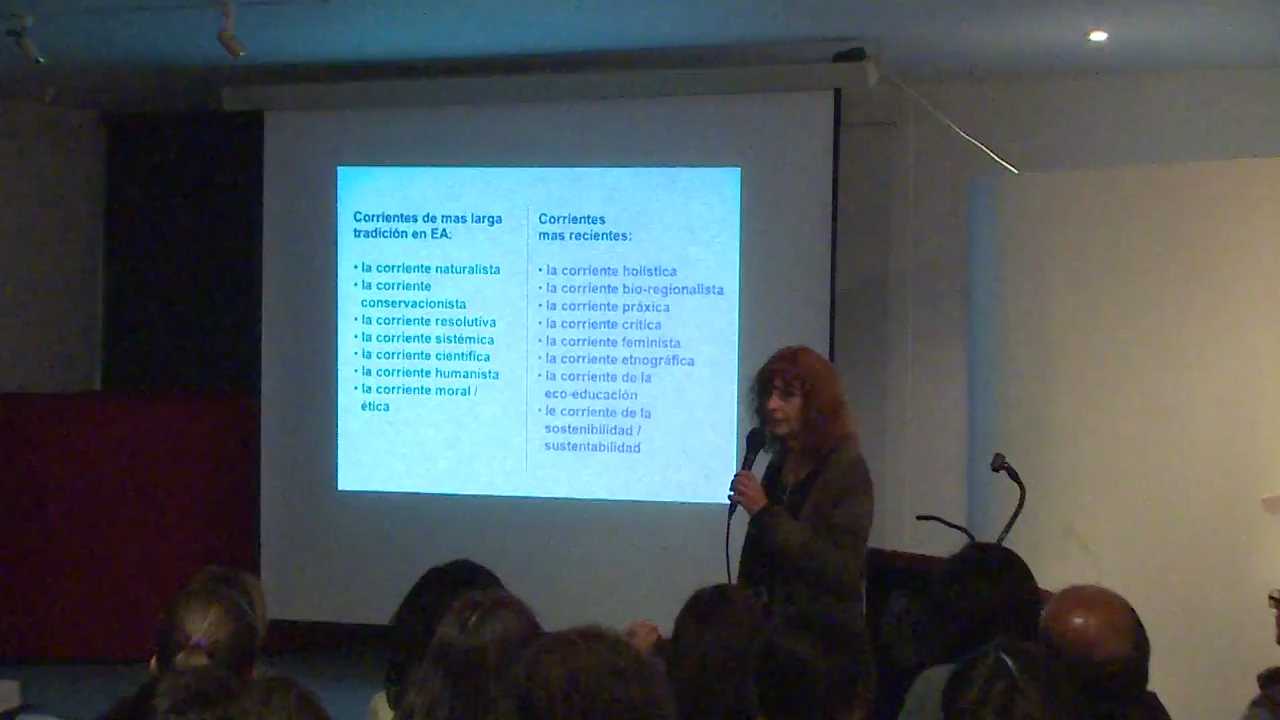 Corrientes de mas larga
tradición en EA:
• la corriente naturalista
• la corriente
conservacionista
• la corriente resolutiva
• la corriente sistémica
• la corriente científica
• la corriente humanista
• la corriente moral /
ética
Corrientes
mas recientes:
• la corriente holística
• la corriente bio-regionalista
• la corriente práxica
• la corriente crítica
• la corriente feminista
• la corriente etnográfica
• la corriente de la
eco-educación
• le corriente de la
sostenibilidad /
sustentabilidad